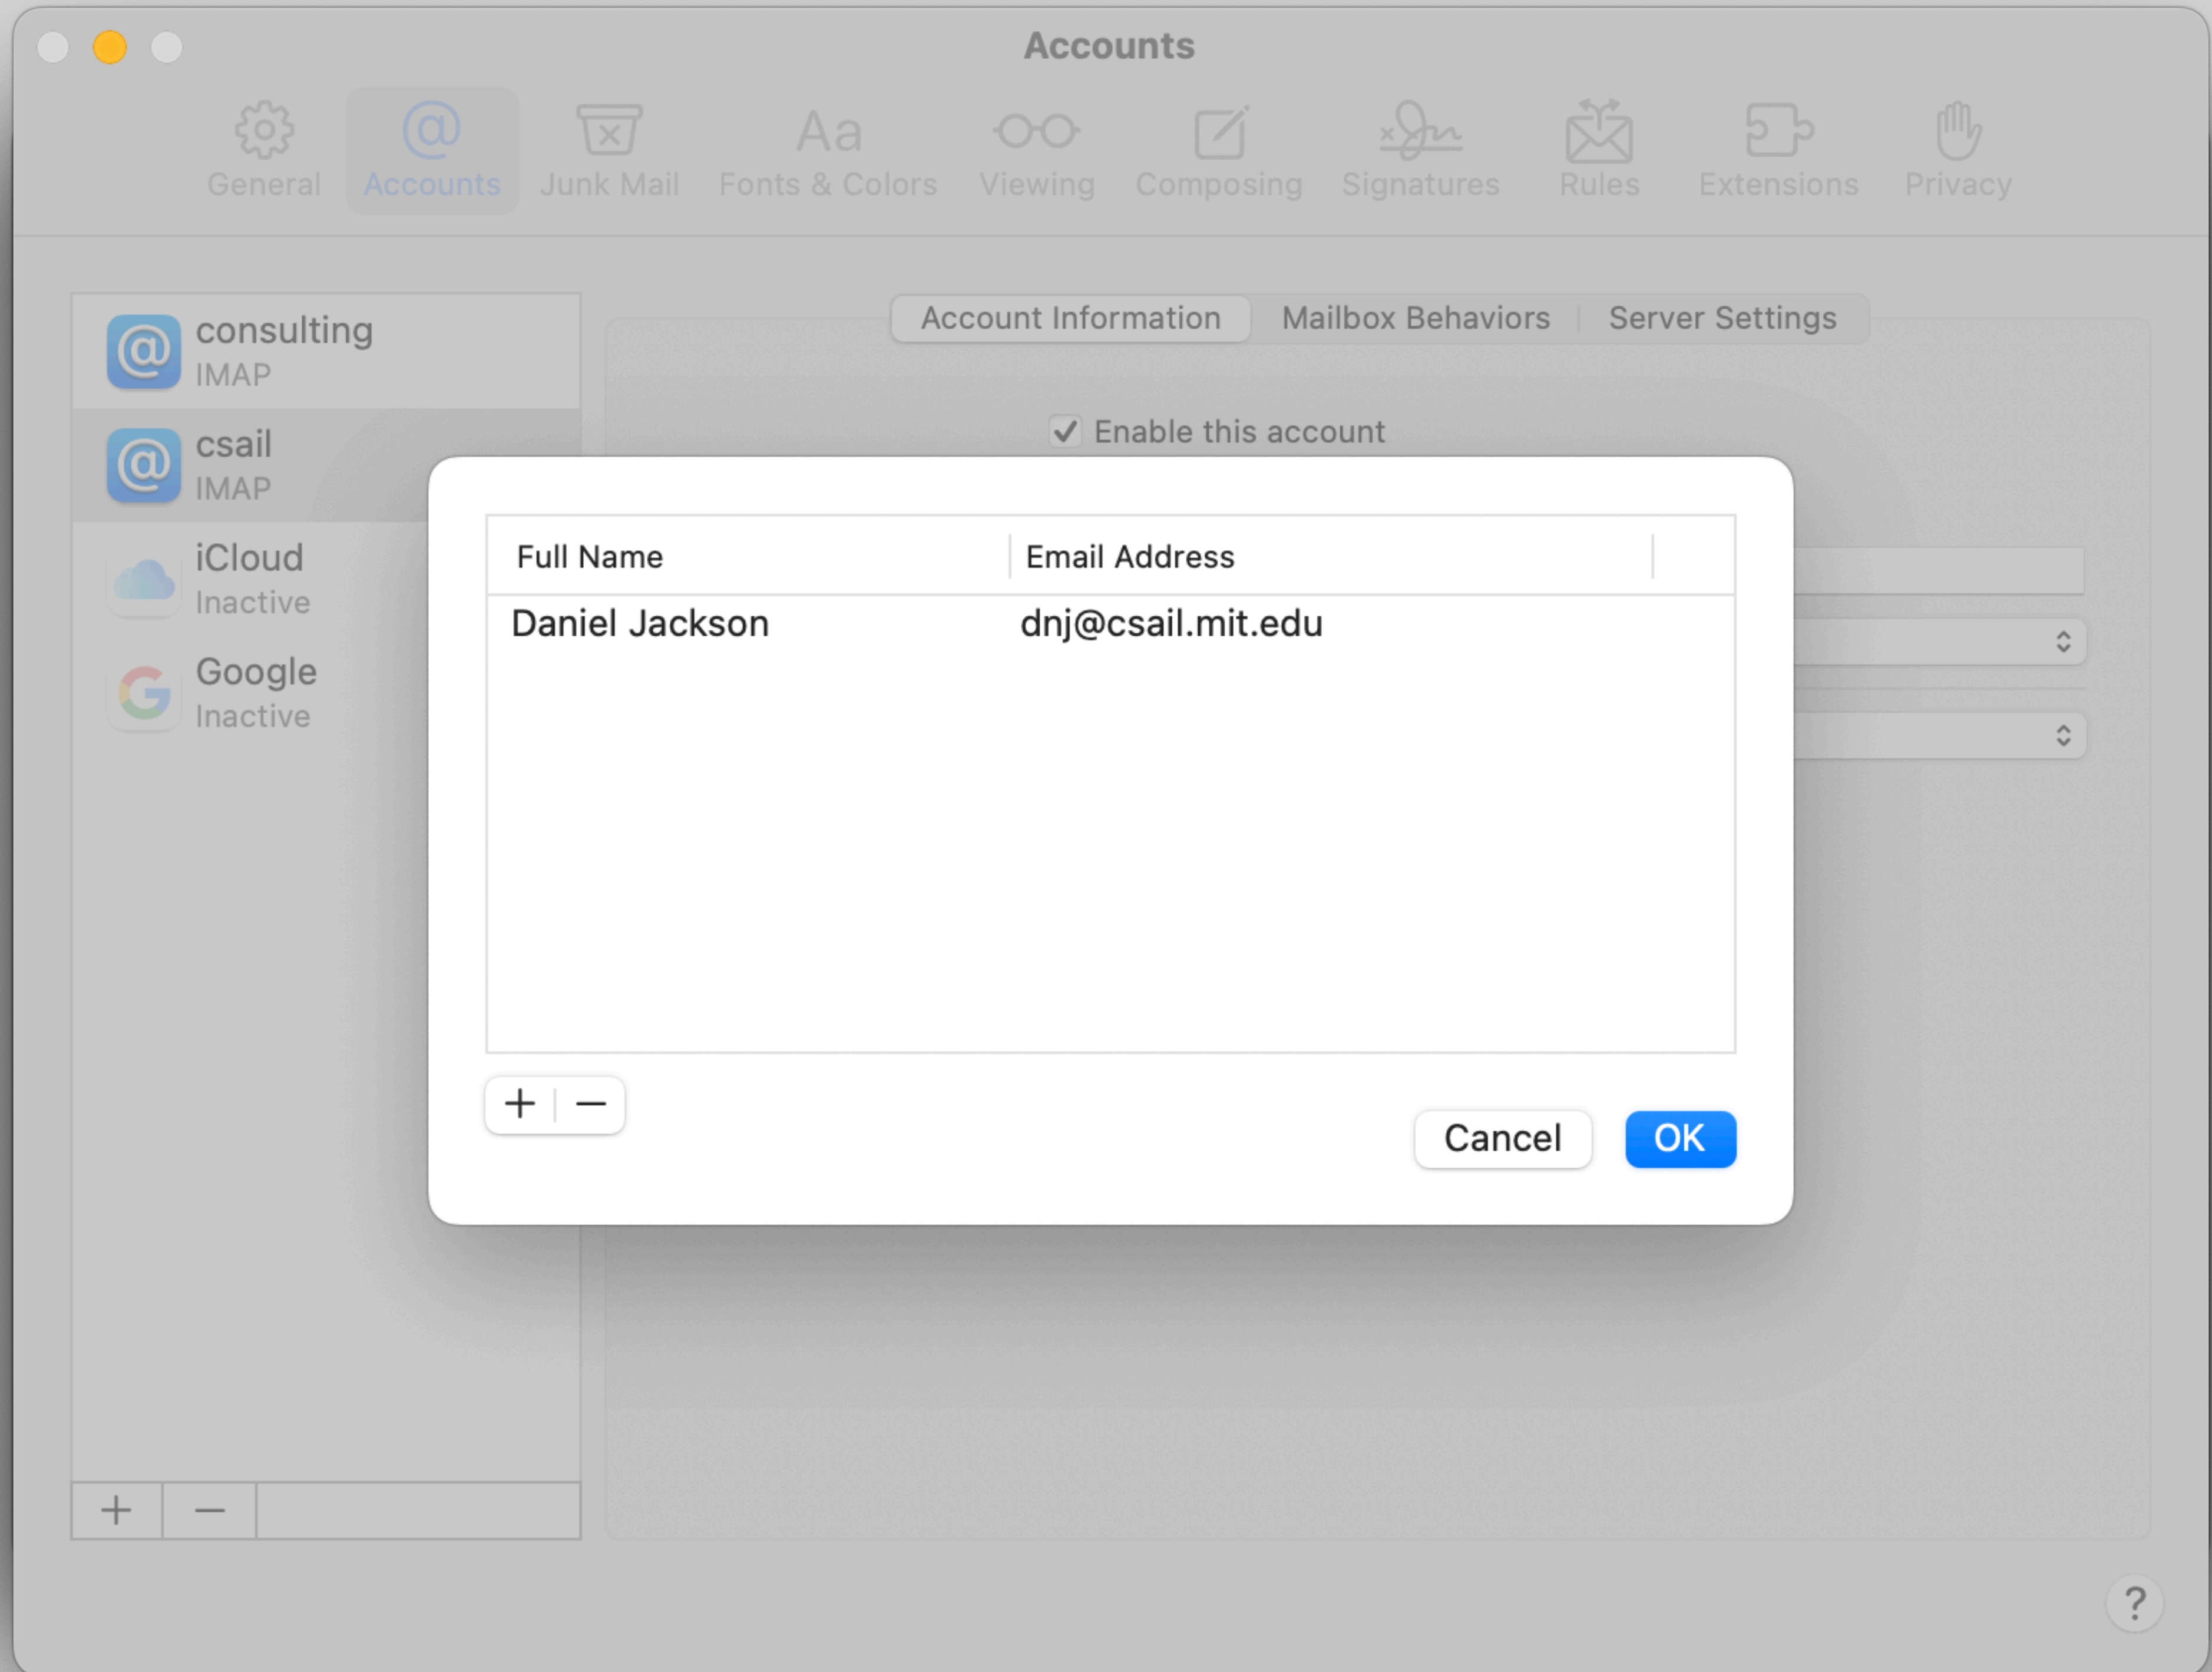 Accounts
General Accounts Junk Mail Aa Fonts & Colors Viewing Composing Signatures Rules Extensions Privacy
Account Information Mailbox Behaviors Server Settings
consulting
IMAP
Enable this account
csail
IMAP
iCloud
Inactive
Google
Inactive
Full Name Email Address
Daniel Jackson dnj@csail.mit.edu
+ −
Cancel OK
+ −
?